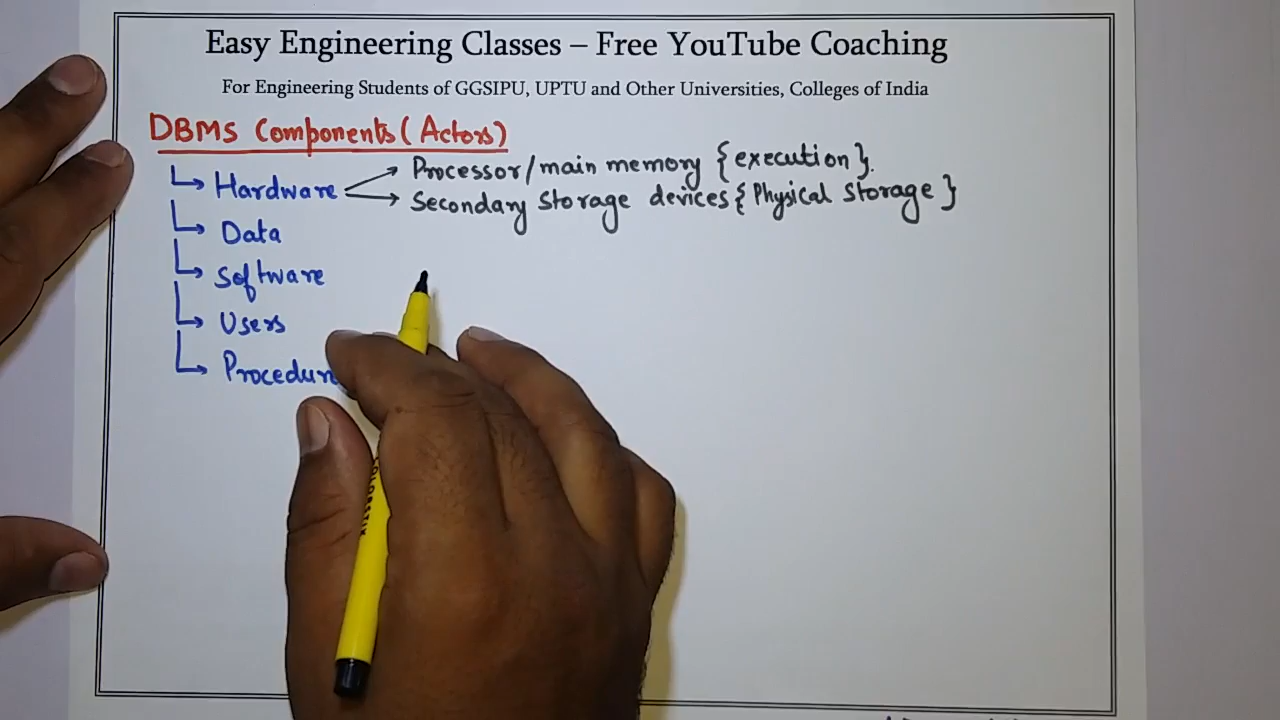 Easy Engineering Classes – Free YouTube Coaching
For Engineering Students of GGSIPU, UPTU and Other Universities, Colleges of India
DBMS Components (Actors)
Hardware
Processor/main memory {execution}.
Secondary Storage devices {Physical Storage}
Data
Software
Users